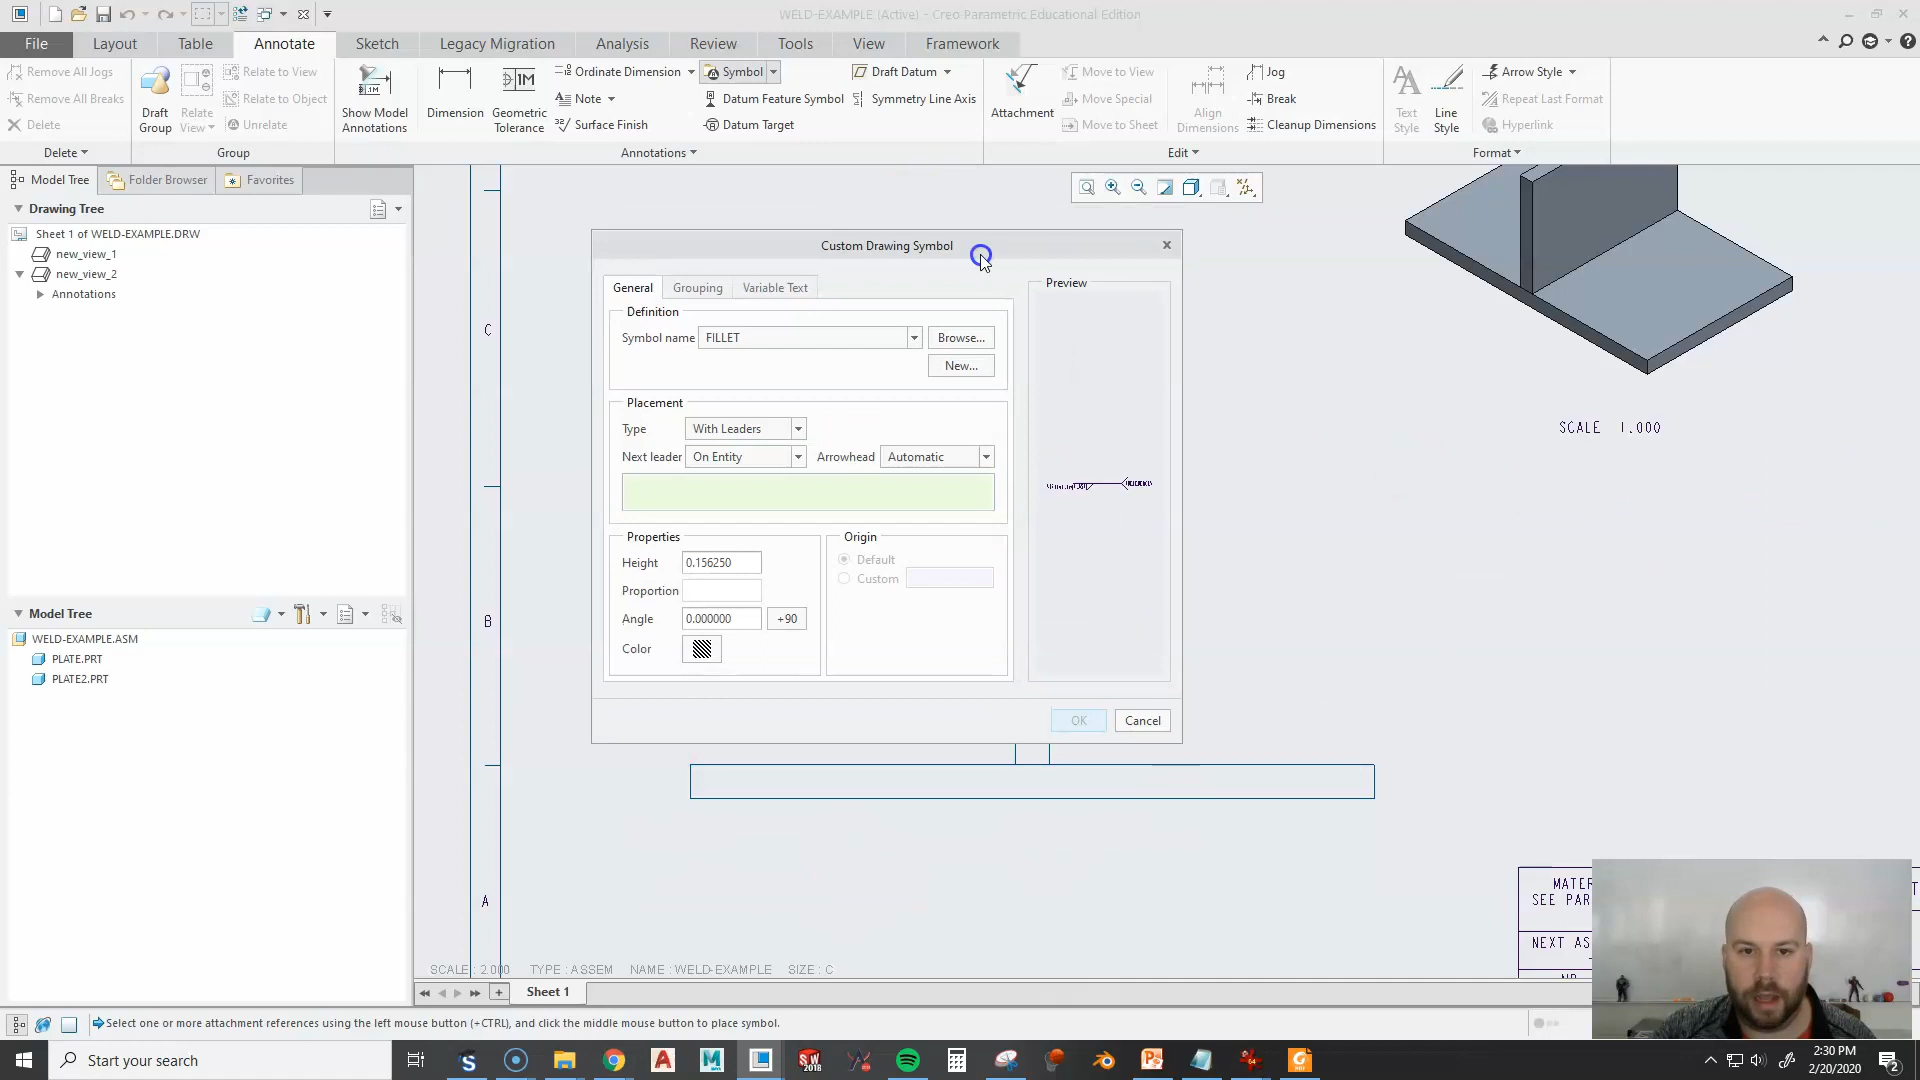 WELD-EXAMPLE (Active) - Creo Parametric Educational Edition
File Layout Table Annotate Sketch Legacy Migration Analysis Review Tools View Framework
Remove All Jogs
Remove All Breaks
Delete
Delete
Draft Group
Relate View
Relate to View
Relate to Object
Unrelate
Group
Show Model Annotations
Dimension
Geometric Tolerance
Ordinate Dimension
Note
Surface Finish
Symbol
Datum Feature Symbol
Datum Target
Draft Datum
Symmetry Line Axis
Annotations
Attachment
Move to View
Move Special
Move to Sheet
Align Dimensions
Jog
Break
Cleanup Dimensions
Edit
Text Style
Line Style
Arrow Style
Repeat Last Format
Hyperlink
Format
Model Tree Folder Browser Favorites
Drawing Tree
Sheet 1 of WELD-EXAMPLE.DRW
new_view_1
new_view_2
Annotations
Model Tree
WELD-EXAMPLE.ASM
PLATE.PRT
PLATE2.PRT
C
B
A
Custom Drawing Symbol
General Grouping Variable Text
Definition
Symbol name FILLET Browse...
New...
Placement
Type With Leaders
Next leader On Entity Arrowhead Automatic
Properties
Height 0.156250
Proportion
Angle 0.000000 +90
Color
Origin
Default
Custom
Preview
OK Cancel
SCALE 1.000
MATER
SEE PAR
NEXT AS
SCALE : 2.000 TYPE : ASSEM NAME : WELD-EXAMPLE SIZE : C
Sheet 1
Select one or more attachment references using the left mouse button (+CTRL), and click the middle mouse button to place symbol.
Start your search
2:30 PM
2/20/2020
2